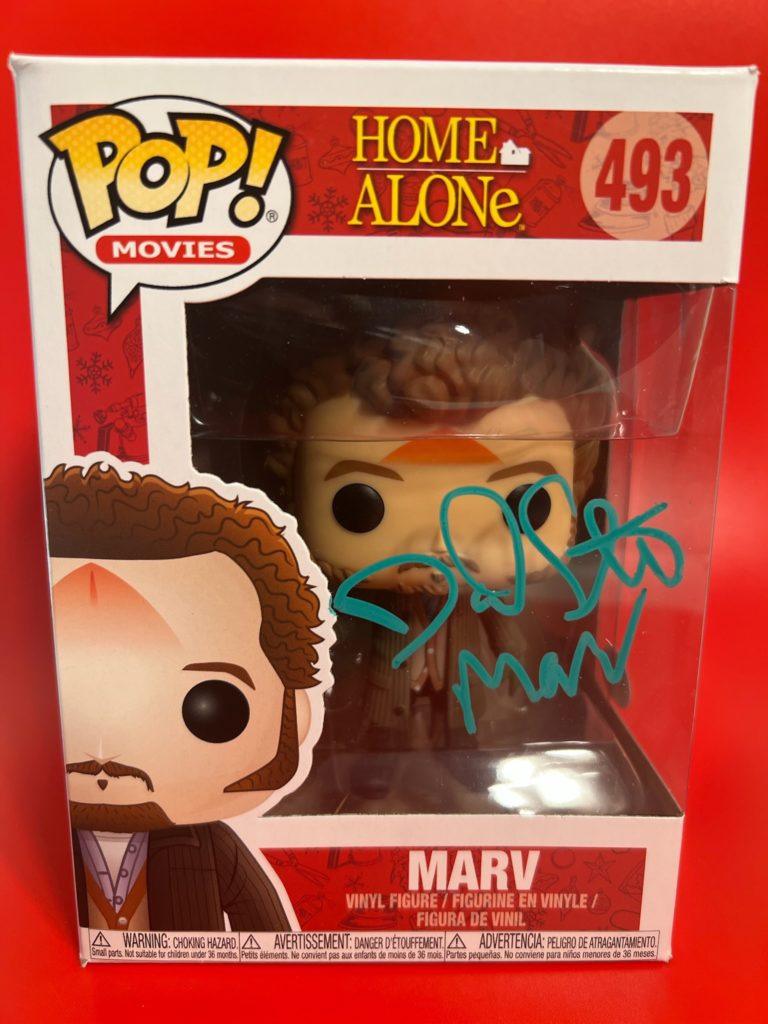 POP!®
MOVIES
HOME
ALONe™
493
Marv
MARV
VINYL FIGURE / FIGURINE EN VINYLE /
FIGURA DE VINIL
WARNING: CHOKING HAZARD.
Small parts. Not suitable for children under 36 months.
AVERTISSEMENT: DANGER D'ÉTOUFFEMENT.
Petits éléments. Ne convient pas aux enfants de moins de 36 mois.
ADVERTENCIA: PELIGRO DE ATRAGANTAMIENTO.
Partes pequeñas. No conviene para niños menores de 36 meses.